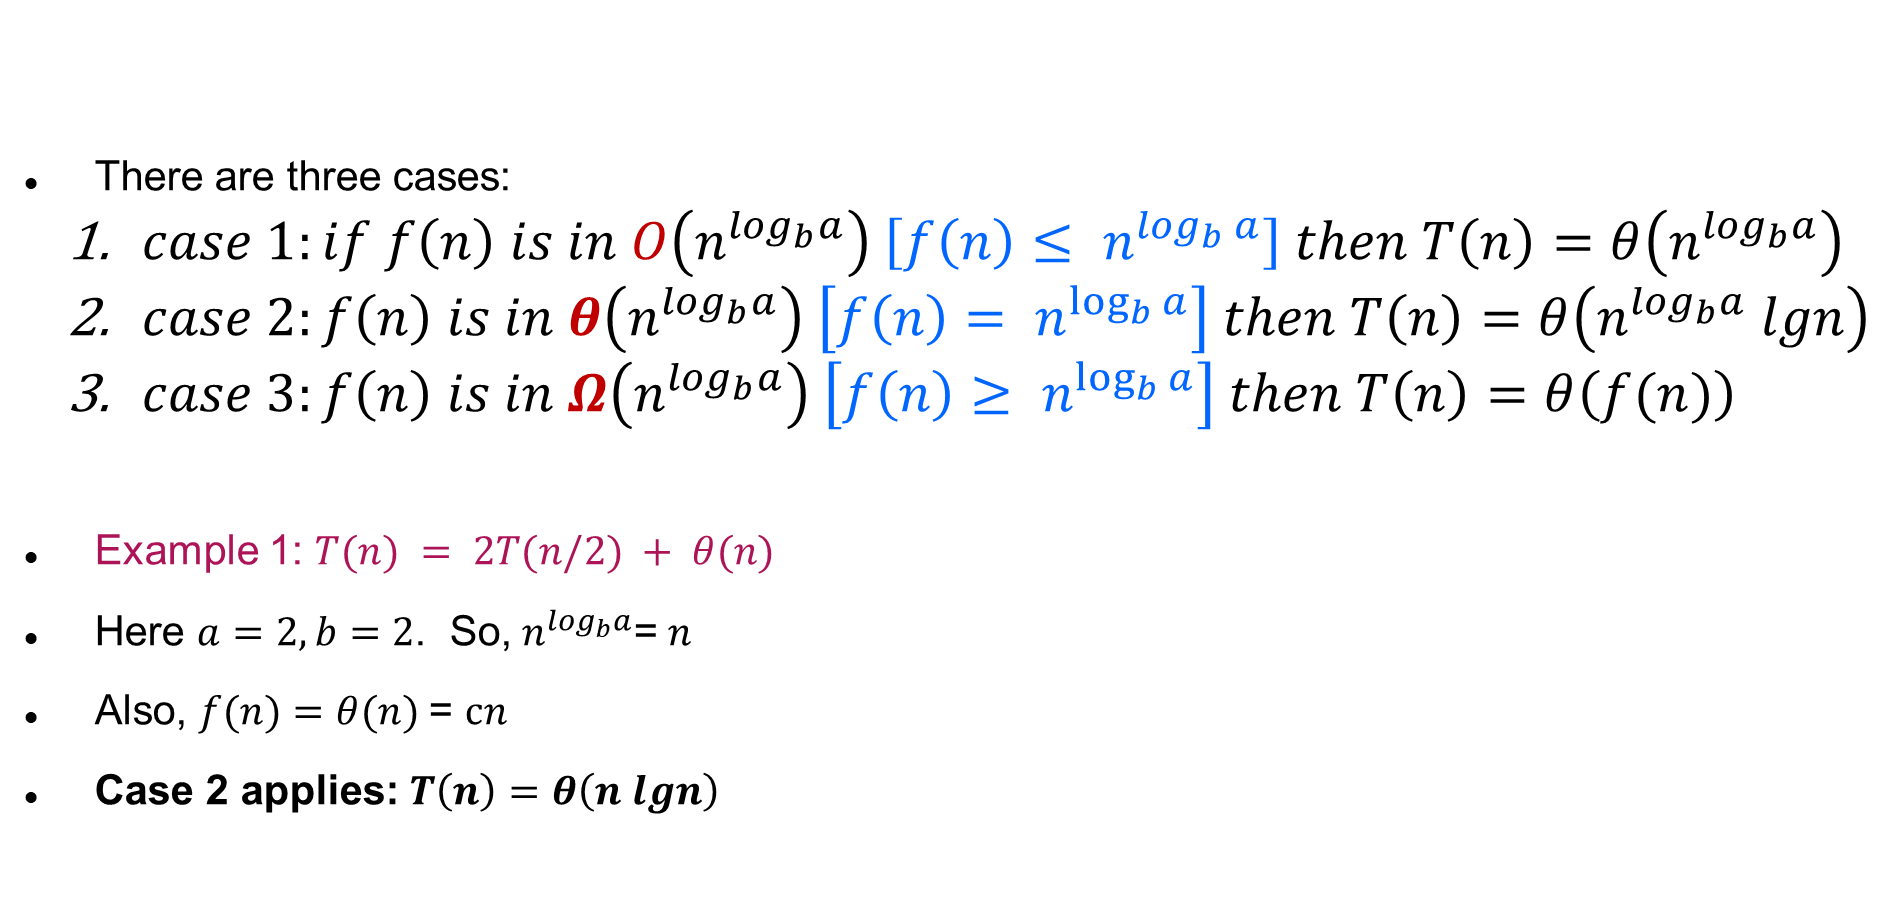 • There are three cases:
1. case 1: if f(n) is in O(n^{log_b a}) [f(n) ≤ n^{log_b a}] then T(n) = θ(n^{log_b a})
2. case 2: f(n) is in θ(n^{log_b a}) [f(n) = n^{log_b a}] then T(n) = θ(n^{log_b a} lgn)
3. case 3: f(n) is in Ω(n^{log_b a}) [f(n) ≥ n^{log_b a}] then T(n) = θ(f(n))
• Example 1: T(n) = 2T(n/2) + θ(n)
• Here a = 2, b = 2. So, n^{log_b a}= n
• Also, f(n) = θ(n) = cn
• Case 2 applies: T(n) = θ(n lgn)